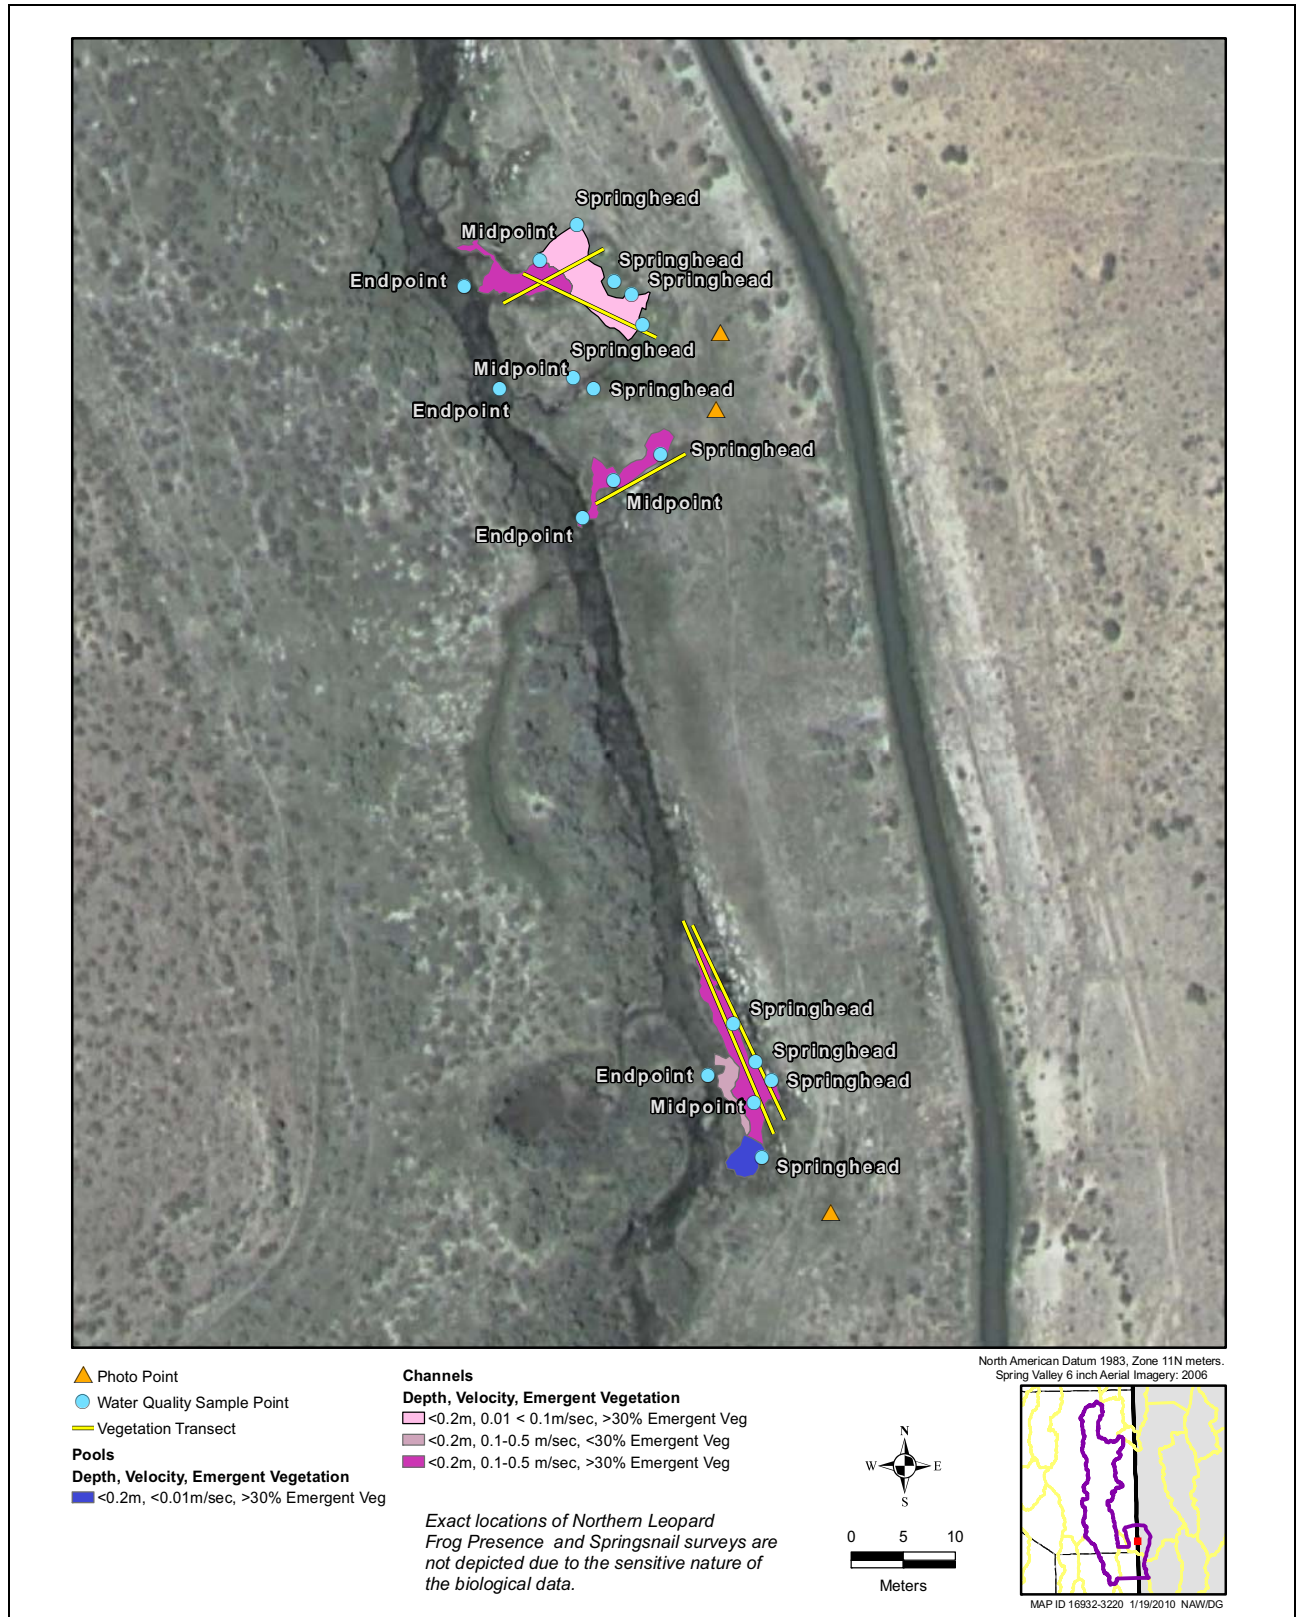 Springhead
Midpoint
Springhead
Endpoint
Springhead
Springhead
Midpoint
Springhead
Endpoint
Springhead
Midpoint
Endpoint
Springhead
Springhead
Endpoint
Springhead
Midpoint
Springhead
North American Datum 1983, Zone 11N meters.
Spring Valley 6 inch Aerial Imagery: 2006
Photo Point
Water Quality Sample Point
Vegetation Transect
Pools
Depth, Velocity, Emergent Vegetation
<0.2m, <0.01m/sec, >30% Emergent Veg
Channels
Depth, Velocity, Emergent Vegetation
<0.2m, 0.01 < 0.1m/sec, >30% Emergent Veg
<0.2m, 0.1-0.5 m/sec, <30% Emergent Veg
<0.2m, 0.1-0.5 m/sec, >30% Emergent Veg
Exact locations of Northern Leopard
Frog Presence and Springsnail surveys are
not depicted due to the sensitive nature of
the biological data.
N
W E
S
0 5 10
Meters
MAP ID 16932-3220 1/19/2010 NAW/DG